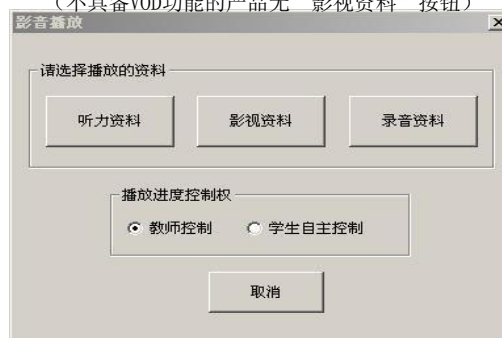 (不具备VOD功能的产品无 影视资料 按钮)
影音播放
请选择播放的资料
听力资料 影视资料 录音资料
播放进度控制权
教师控制 学生自主控制
取消